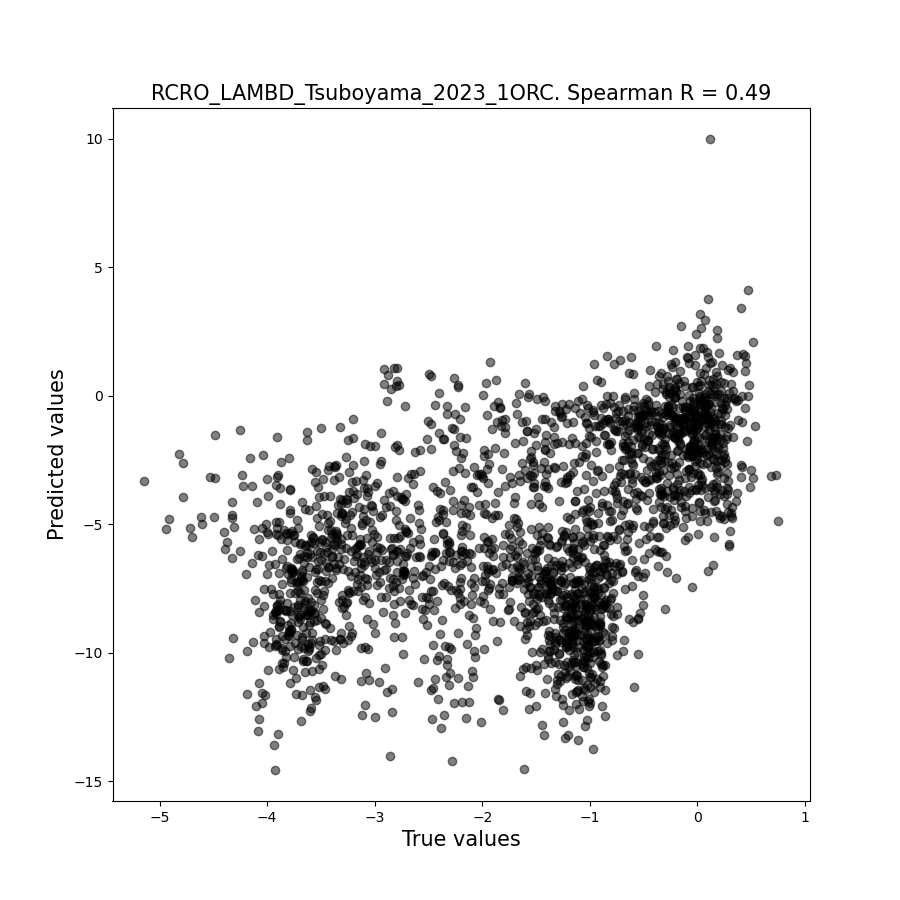 RCRO_LAMBD_Tsuboyama_2023_1ORC. Spearman R = 0.49
10
5
0
−5
−10
−15
Predicted values
−5 −4 −3 −2 −1 0 1
True values